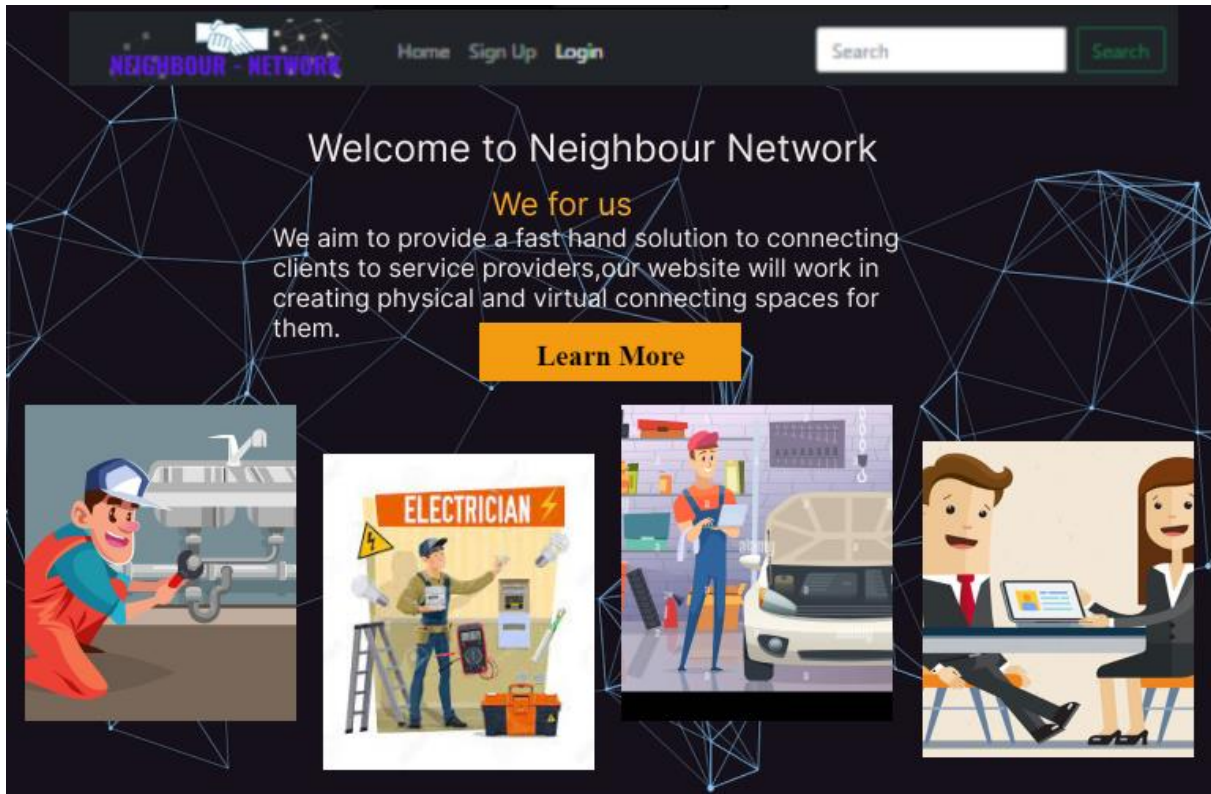 NEIGHBOUR - NETWORK
Home Sign Up Login
Search
Search
Welcome to Neighbour Network
We for us
We aim to provide a fast hand solution to connecting
clients to service providers,our website will work in
creating physical and virtual connecting spaces for
them.
Learn More
ELECTRICIAN